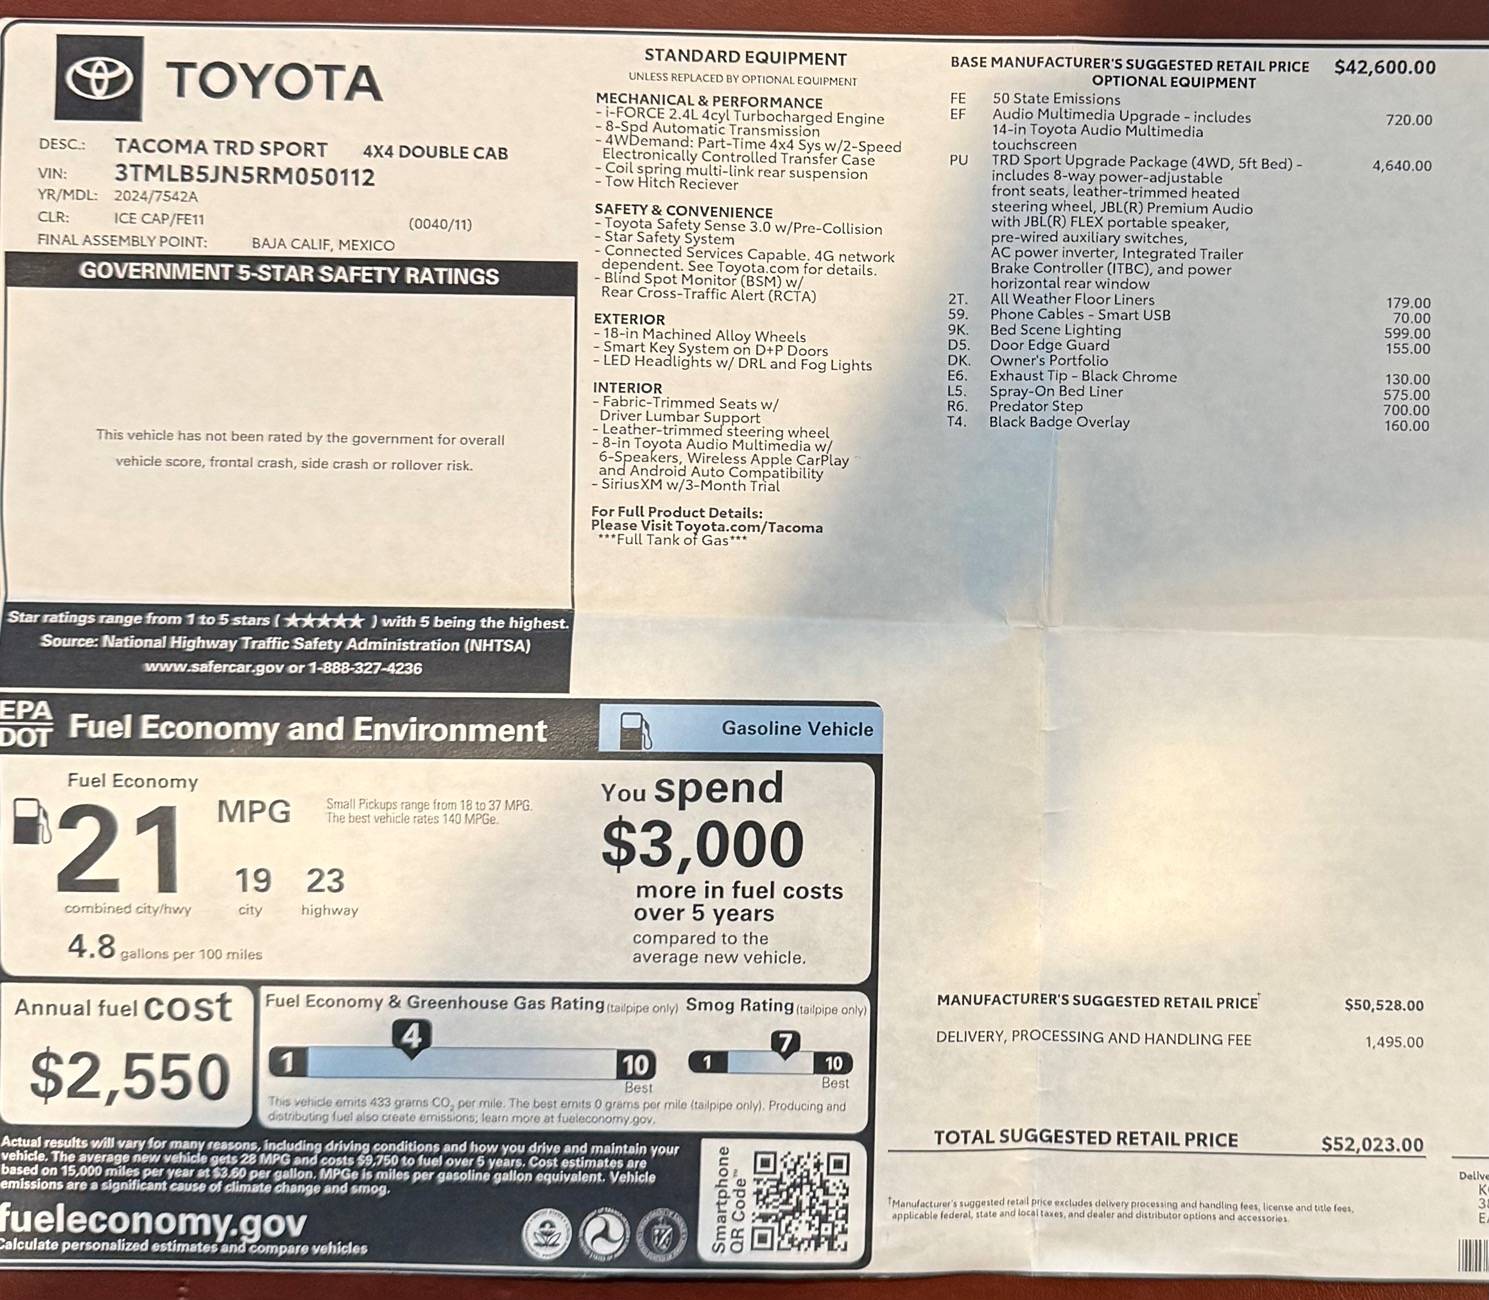 TOYOTA
DESC.: TACOMA TRD SPORT 4X4 DOUBLE CAB
VIN: 3TMLB5JN5RM050112
YR/MDL: 2024/7542A
CLR: ICE CAP/FE11 (0040/11)
FINAL ASSEMBLY POINT: BAJA CALIF, MEXICO
GOVERNMENT 5-STAR SAFETY RATINGS
This vehicle has not been rated by the government for overall
vehicle score, frontal crash, side crash or rollover risk.
Star ratings range from 1 to 5 stars (★★★★★) with 5 being the highest.
Source: National Highway Traffic Safety Administration (NHTSA)
www.safercar.gov or 1-888-327-4236
STANDARD EQUIPMENT
UNLESS REPLACED BY OPTIONAL EQUIPMENT
MECHANICAL & PERFORMANCE
- i-FORCE 2.4L 4cyl Turbocharged Engine
- 8-Spd Automatic Transmission
- 4WDemand: Part-Time 4x4 Sys w/2-Speed
Electronically Controlled Transfer Case
- Coil spring multi-link rear suspension
- Tow Hitch Reciever
SAFETY & CONVENIENCE
- Toyota Safety Sense 3.0 w/Pre-Collision
- Star Safety System
- Connected Services Capable. 4G network
dependent. See Toyota.com for details.
- Blind Spot Monitor (BSM) w/
Rear Cross-Traffic Alert (RCTA)
EXTERIOR
- 18-in Machined Alloy Wheels
- Smart Key System on D+P Doors
- LED Headlights w/ DRL and Fog Lights
INTERIOR
- Fabric-Trimmed Seats w/
Driver Lumbar Support
- Leather-trimmed steering wheel
- 8-in Toyota Audio Multimedia w/
6-Speakers, Wireless Apple CarPlay
and Android Auto Compatibility
- SiriusXM w/3-Month Trial
For Full Product Details:
Please Visit Toyota.com/Tacoma
***Full Tank of Gas***
BASE MANUFACTURER'S SUGGESTED RETAIL PRICE $42,600.00
OPTIONAL EQUIPMENT
FE 50 State Emissions
EF Audio Multimedia Upgrade - includes 720.00
14-in Toyota Audio Multimedia
touchscreen
PU TRD Sport Upgrade Package (4WD, 5ft Bed) - 4,640.00
includes 8-way power-adjustable
front seats, leather-trimmed heated
steering wheel, JBL(R) Premium Audio
with JBL(R) FLEX portable speaker,
pre-wired auxiliary switches,
AC power inverter, Integrated Trailer
Brake Controller (ITBC), and power
horizontal rear window
2T. All Weather Floor Liners 179.00
59. Phone Cables - Smart USB 70.00
9K. Bed Scene Lighting 599.00
D5. Door Edge Guard 155.00
DK. Owner's Portfolio
E6. Exhaust Tip - Black Chrome 130.00
L5. Spray-On Bed Liner 575.00
R6. Predator Step 700.00
T4. Black Badge Overlay 160.00
EPA
DOT
Fuel Economy and Environment
Gasoline Vehicle
Fuel Economy
21 MPG
Small Pickups range from 18 to 37 MPG.
The best vehicle rates 140 MPGe.
19 23
combined city/hwy city highway
4.8 gallons per 100 miles
You spend
$3,000
more in fuel costs
over 5 years
compared to the
average new vehicle.
Annual fuel cost
$2,550
Fuel Economy & Greenhouse Gas Rating (tailpipe only) Smog Rating (tailpipe only)
4 7
1 10 1 10
Best Best
This vehicle emits 433 grams CO₂ per mile. The best emits 0 grams per mile (tailpipe only). Producing and
distributing fuel also create emissions; learn more at fueleconomy.gov.
Actual results will vary for many reasons, including driving conditions and how you drive and maintain your
vehicle. The average new vehicle gets 28 MPG and costs $9,750 to fuel over 5 years. Cost estimates are
based on 15,000 miles per year at $3.60 per gallon. MPGe is miles per gasoline gallon equivalent. Vehicle
emissions are a significant cause of climate change and smog.
fueleconomy.gov
Calculate personalized estimates and compare vehicles
Smartphone
QR Code™
MANUFACTURER'S SUGGESTED RETAIL PRICE† $50,528.00
DELIVERY, PROCESSING AND HANDLING FEE 1,495.00
TOTAL SUGGESTED RETAIL PRICE $52,023.00
†Manufacturer's suggested retail price excludes delivery processing and handling fees, license and title fees,
applicable federal, state and local taxes, and dealer and distributor options and accessories.